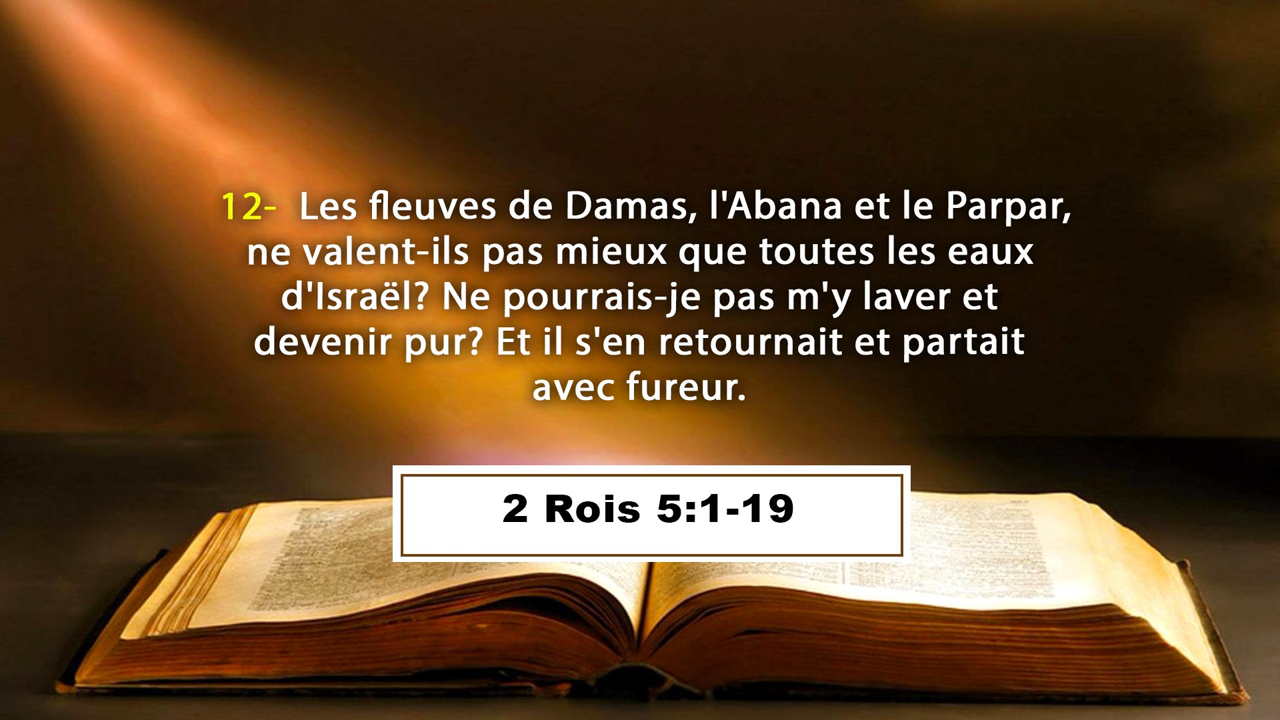 12- Les fleuves de Damas, l'Abana et le Parpar,
ne valent-ils pas mieux que toutes les eaux
d'Israël? Ne pourrais-je pas m'y laver et
devenir pur? Et il s'en retournait et partait
avec fureur.
2 Rois 5:1-19